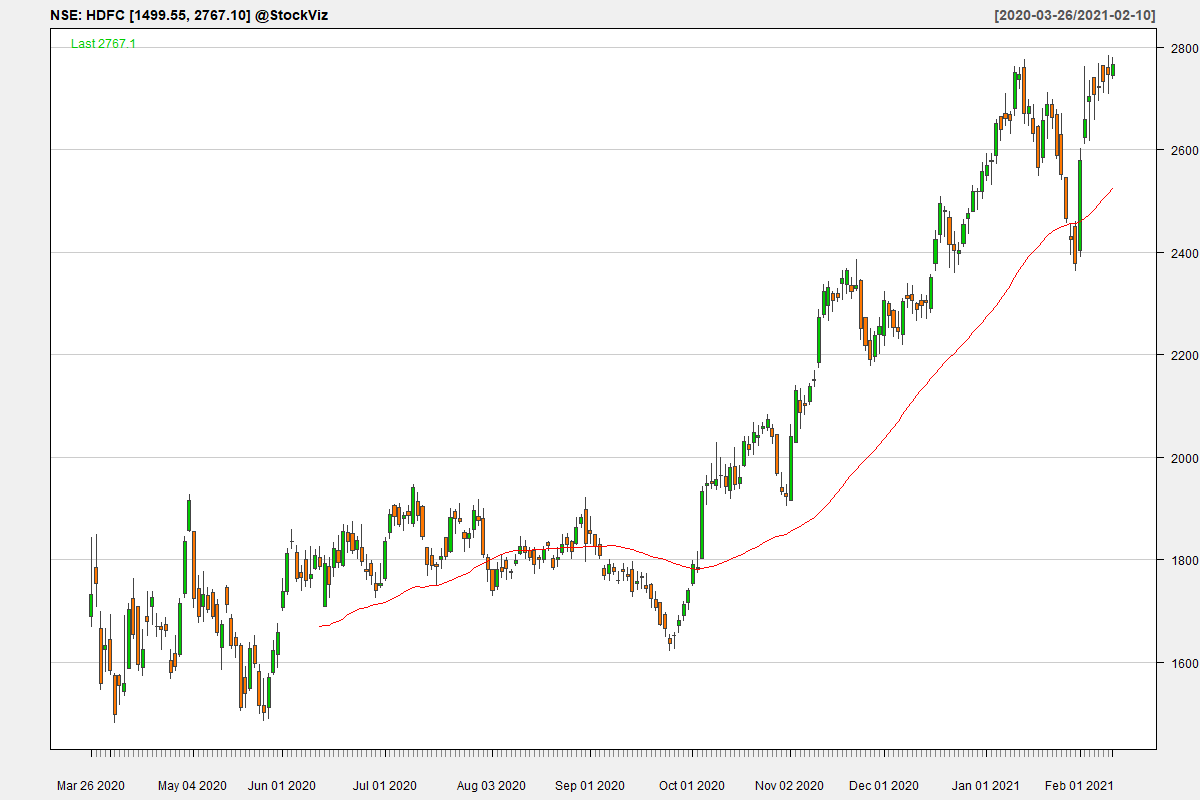 NSE: HDFC [1499.55, 2767.10] @StockViz [2020-03-26/2021-02-10]
Last 2767.1
2800
2600
2400
2200
2000
1800
1600
Mar 26 2020 May 04 2020 Jun 01 2020 Jul 01 2020 Aug 03 2020 Sep 01 2020 Oct 01 2020 Nov 02 2020 Dec 01 2020 Jan 01 2021 Feb 01 2021